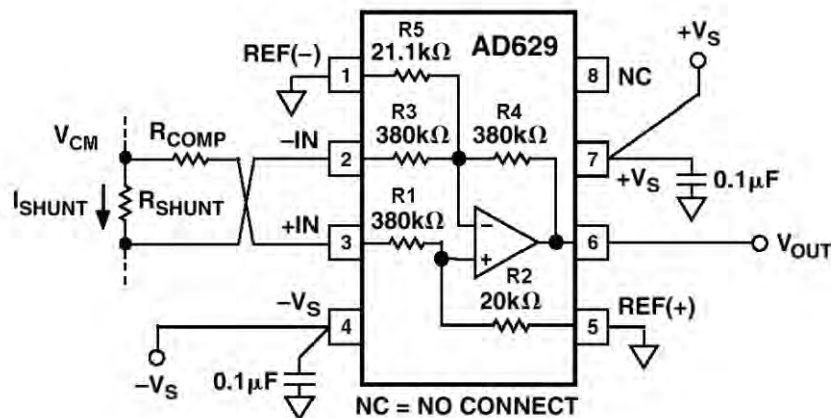 REF(–)
R5
21.1kΩ
AD629
+VS
1
8
NC
VCM
RCOMP
–IN
R3
380kΩ
R4
380kΩ
2
7
+VS
0.1μF
ISHUNT
RSHUNT
+IN
R1
380kΩ
3
–
+
6
VOUT
–VS
R2
20kΩ
REF(+)
4
5
–VS
0.1μF
NC = NO CONNECT